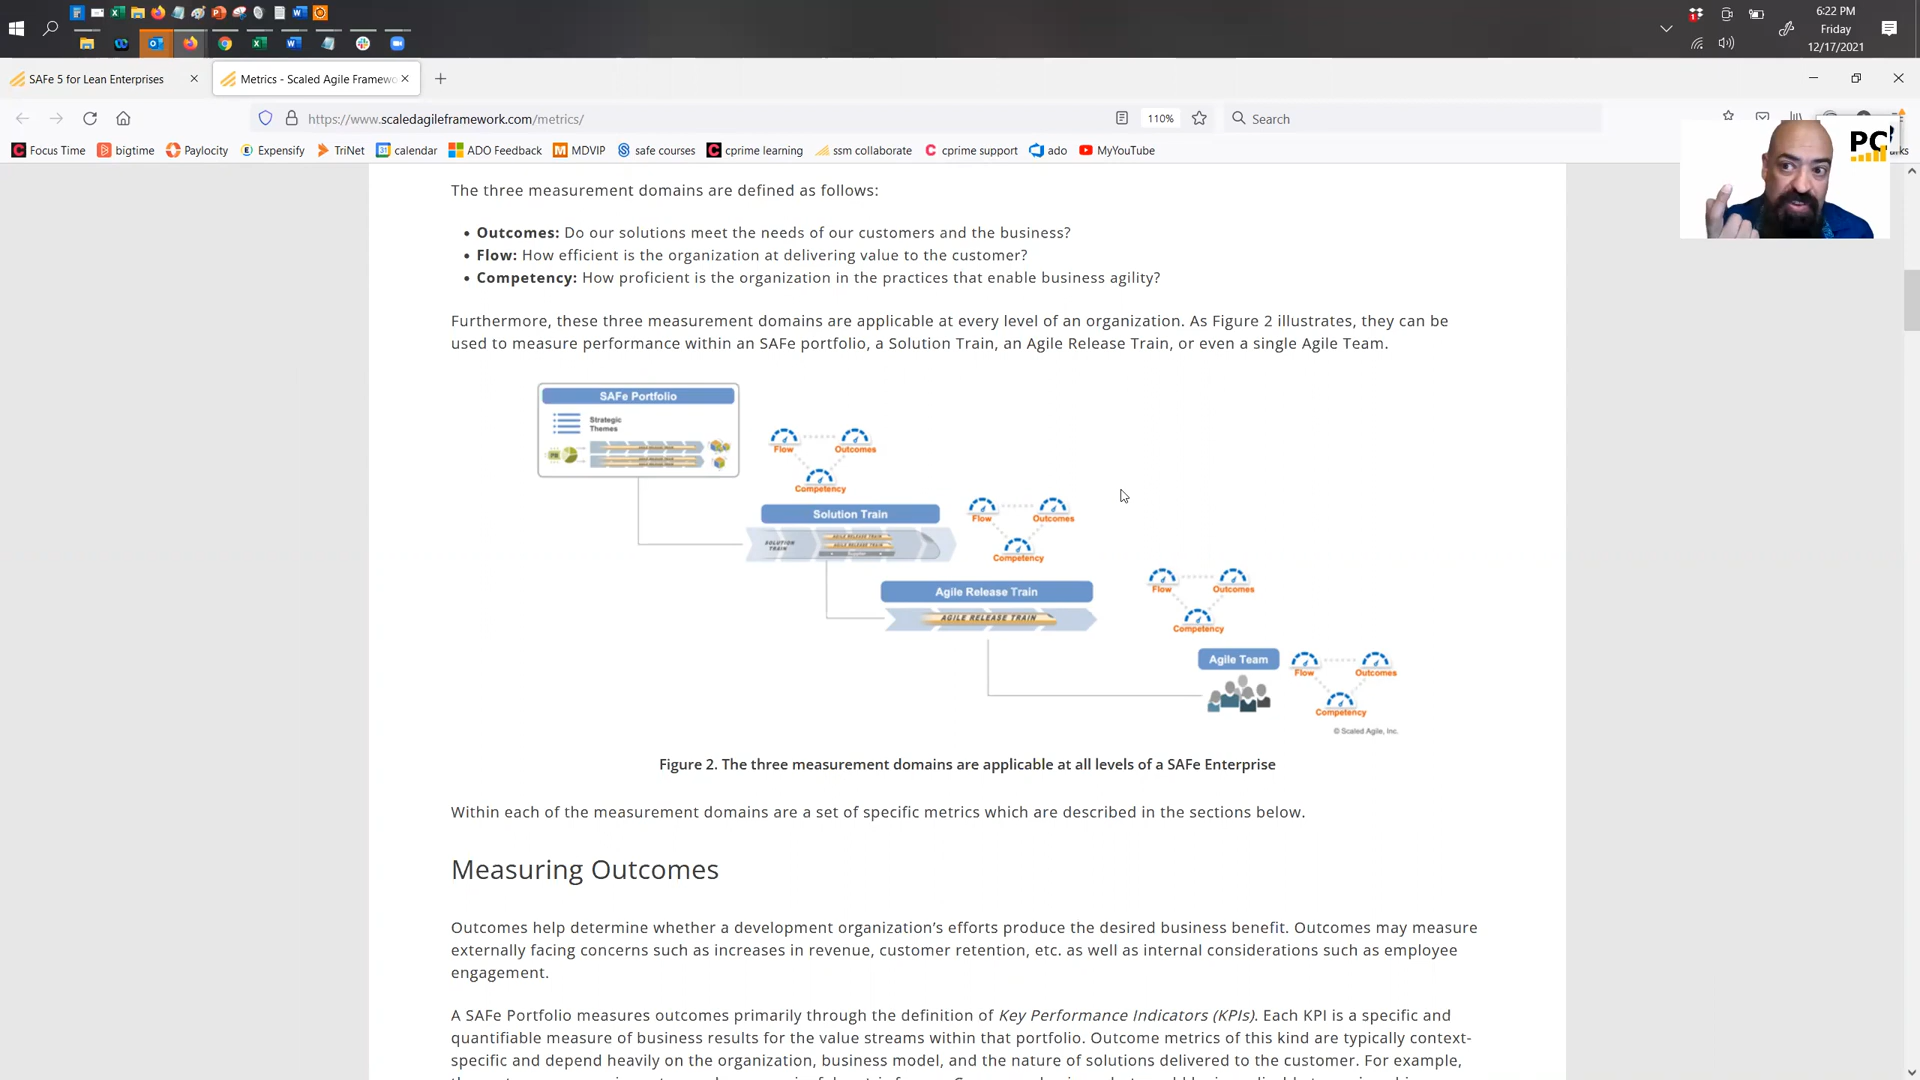 6:22 PM
Friday
12/17/2021
SAFe 5 for Lean Enterprises
Metrics - Scaled Agile Framewo
https://www.scaledagileframework.com/metrics/
110%
Search
Focus Time
bigtime
Paylocity
Expensify
TriNet
calendar
ADO Feedback
MDVIP
safe courses
cprime learning
ssm collaborate
cprime support
ado
MyYouTube
PC
The three measurement domains are defined as follows:
• Outcomes: Do our solutions meet the needs of our customers and the business?
• Flow: How efficient is the organization at delivering value to the customer?
• Competency: How proficient is the organization in the practices that enable business agility?
Furthermore, these three measurement domains are applicable at every level of an organization. As Figure 2 illustrates, they can be
used to measure performance within an SAFe portfolio, a Solution Train, an Agile Release Train, or even a single Agile Team.
SAFe Portfolio
Strategic
Themes
Flow
Outcomes
Competency
Solution Train
SOLUTION
TRAIN
AGILE RELEASE TRAIN
AGILE RELEASE TRAIN
Flow
Outcomes
Competency
Agile Release Train
AGILE RELEASE TRAIN
Flow
Outcomes
Competency
Agile Team
Flow
Outcomes
Competency
© Scaled Agile, Inc.
Figure 2. The three measurement domains are applicable at all levels of a SAFe Enterprise
Within each of the measurement domains are a set of specific metrics which are described in the sections below.
Measuring Outcomes
Outcomes help determine whether a development organization’s efforts produce the desired business benefit. Outcomes may measure
externally facing concerns such as increases in revenue, customer retention, etc. as well as internal considerations such as employee
engagement.
A SAFe Portfolio measures outcomes primarily through the definition of Key Performance Indicators (KPIs). Each KPI is a specific and
quantifiable measure of business results for the value streams within that portfolio. Outcome metrics of this kind are typically context-
specific and depend heavily on the organization, business model, and the nature of solutions delivered to the customer. For example,